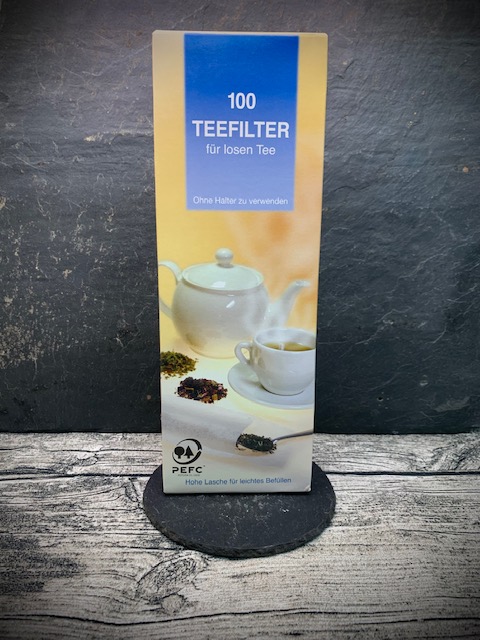 100
TEEFILTER
für losen Tee
Ohne Halter zu verwenden
PEFC
Hohe Lasche für leichtes Befüllen